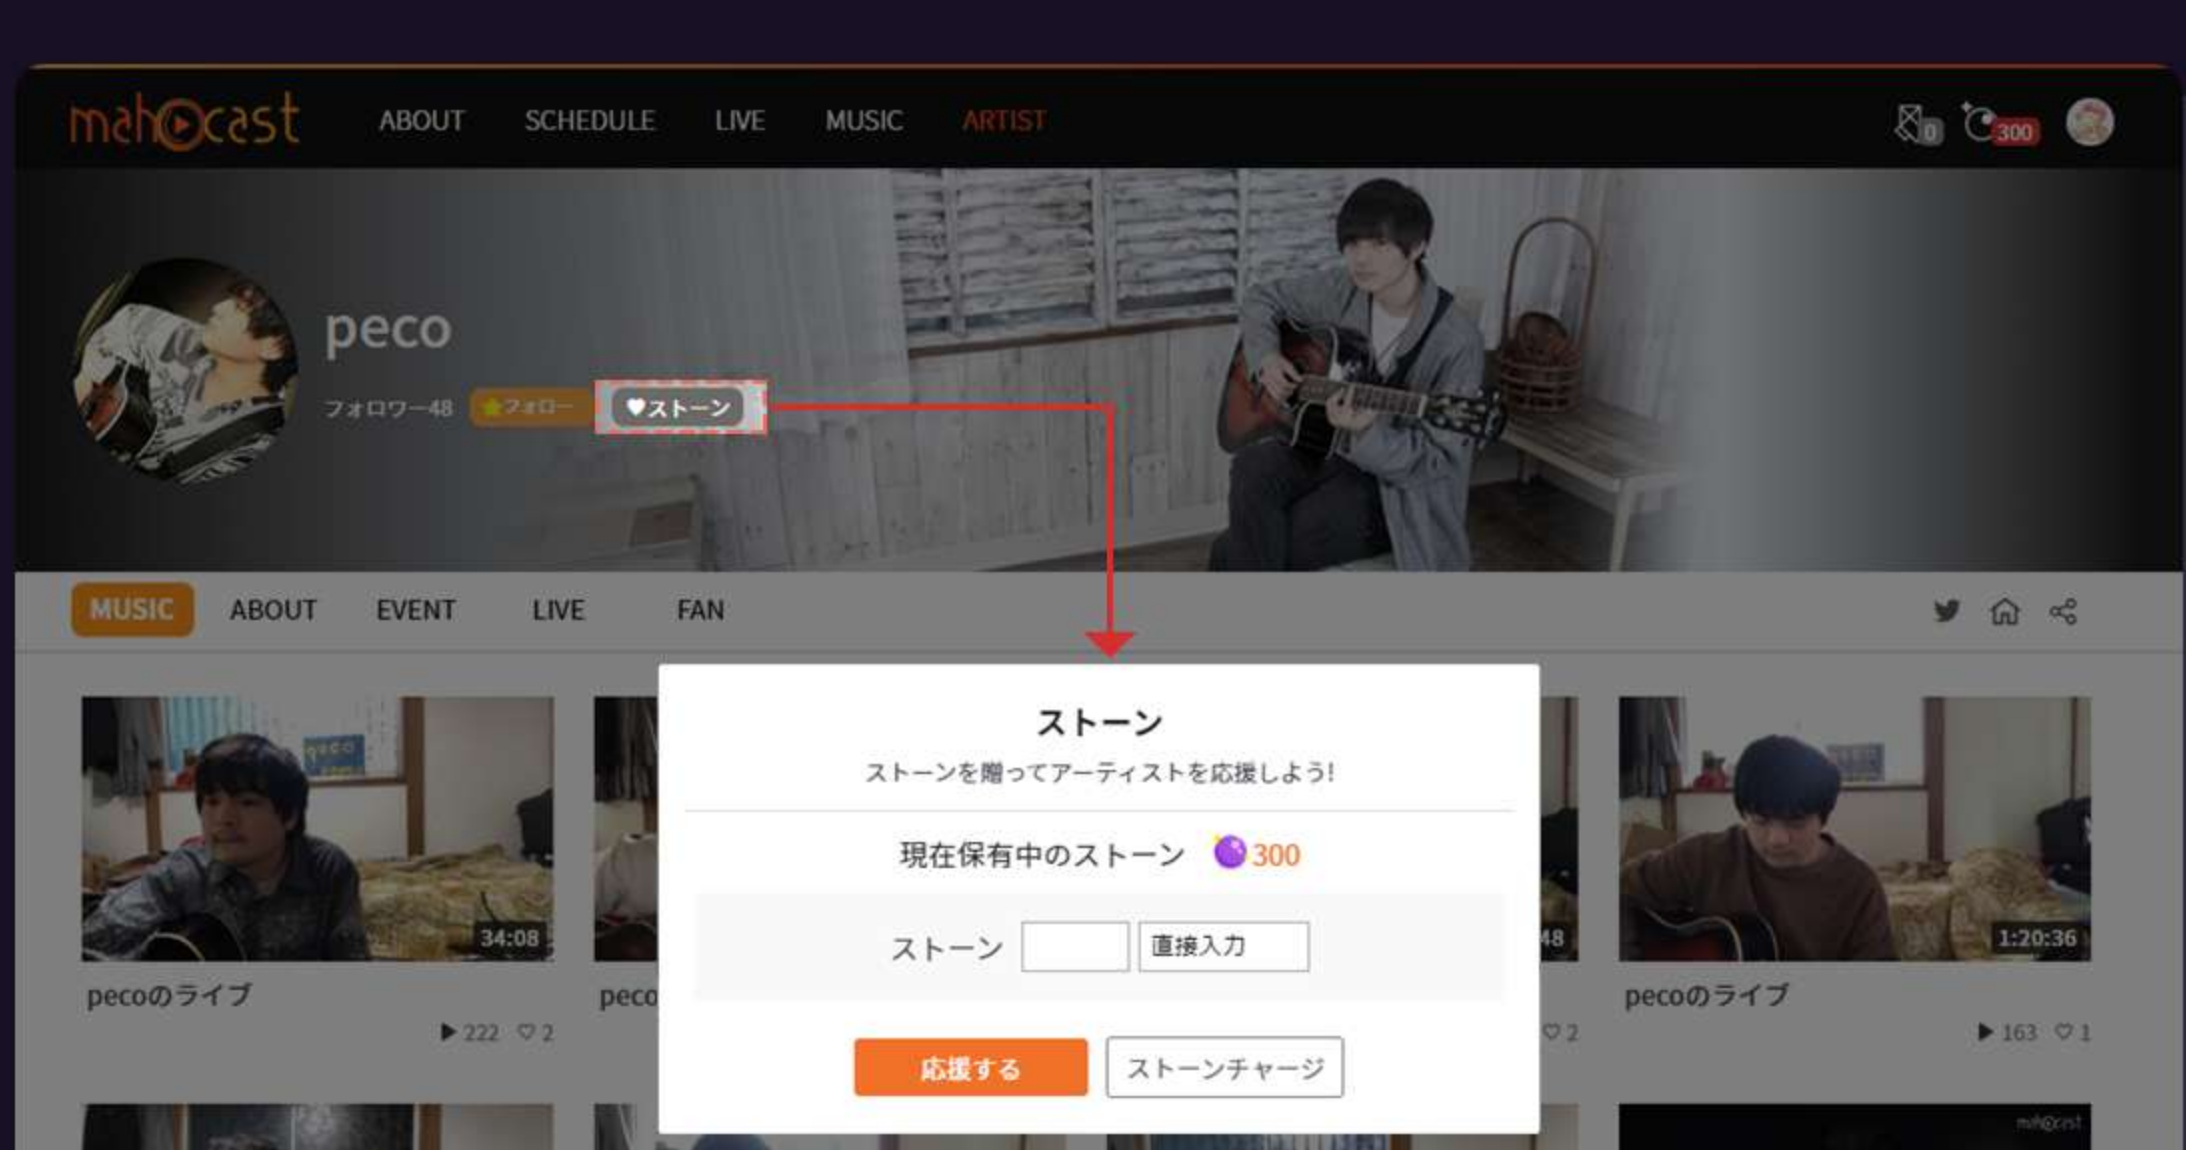 mahocast
ABOUT
SCHEDULE
LIVE
MUSIC
ARTIST
0
300
peco
フォロワー48
フォロー
♥ストーン
MUSIC
ABOUT
EVENT
LIVE
FAN
ストーン
ストーンを贈ってアーティストを応援しよう!
現在保有中のストーン 300
ストーン 直接入力
応援する
ストーンチャージ
peco
34:08
pecoのライブ
222 2
peco
48
2
1:20:36
pecoのライブ
163 1
mahocast